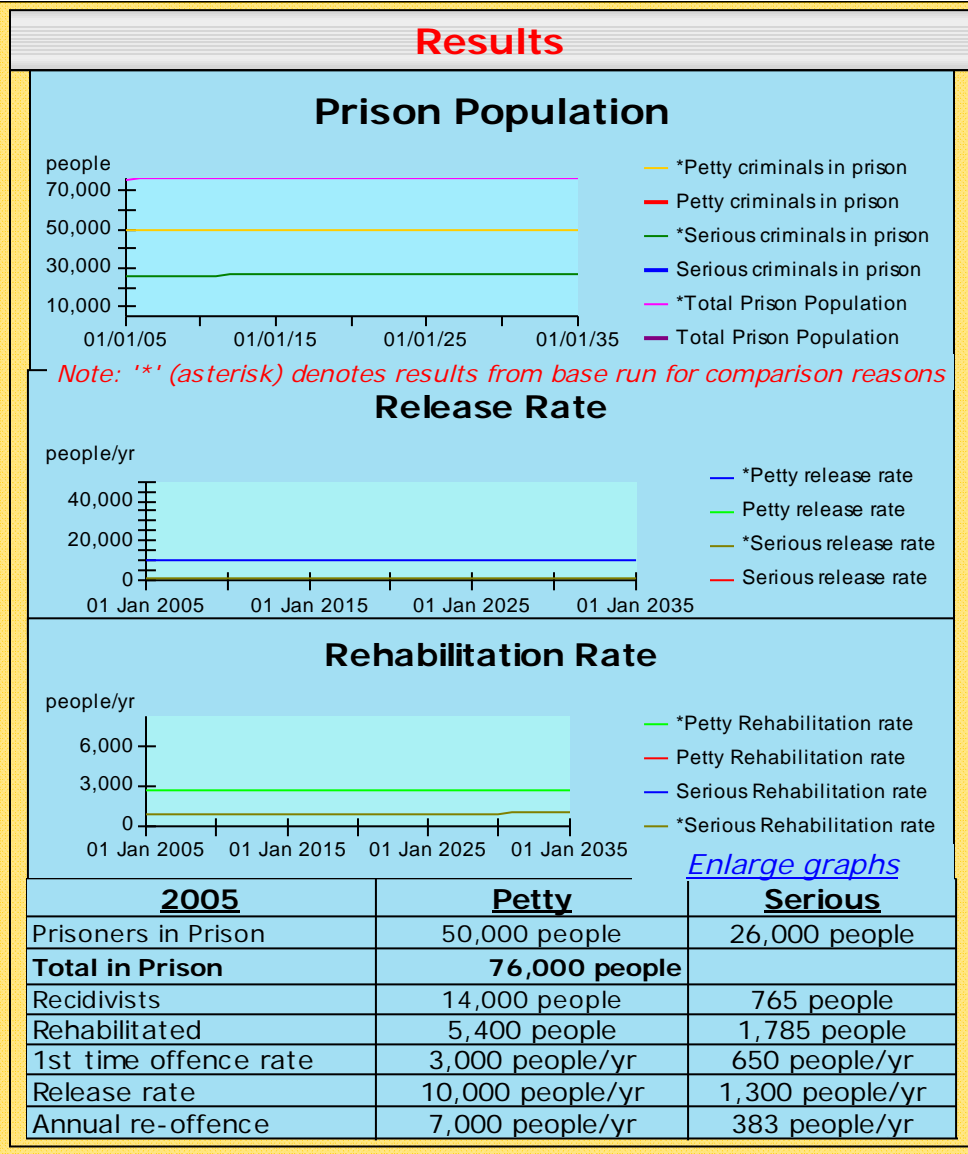 Results
Prison Population
people
70,000
50,000
30,000
10,000
01/01/05 01/01/15 01/01/25 01/01/35
*Petty criminals in prison
Petty criminals in prison
*Serious criminals in prison
Serious criminals in prison
*Total Prison Population
Total Prison Population
Note: '*' (asterisk) denotes results from base run for comparison reasons
Release Rate
people/yr
40,000
20,000
0
01 Jan 2005 01 Jan 2015 01 Jan 2025 01 Jan 2035
*Petty release rate
Petty release rate
*Serious release rate
Serious release rate
Rehabilitation Rate
people/yr
6,000
3,000
0
01 Jan 2005 01 Jan 2015 01 Jan 2025 01 Jan 2035
*Petty Rehabilitation rate
Petty Rehabilitation rate
Serious Rehabilitation rate
*Serious Rehabilitation rate
Enlarge graphs
2005 Petty Serious
Prisoners in Prison 50,000 people 26,000 people
Total in Prison 76,000 people
Recidivists 14,000 people 765 people
Rehabilitated 5,400 people 1,785 people
1st time offence rate 3,000 people/yr 650 people/yr
Release rate 10,000 people/yr 1,300 people/yr
Annual re-offence 7,000 people/yr 383 people/yr